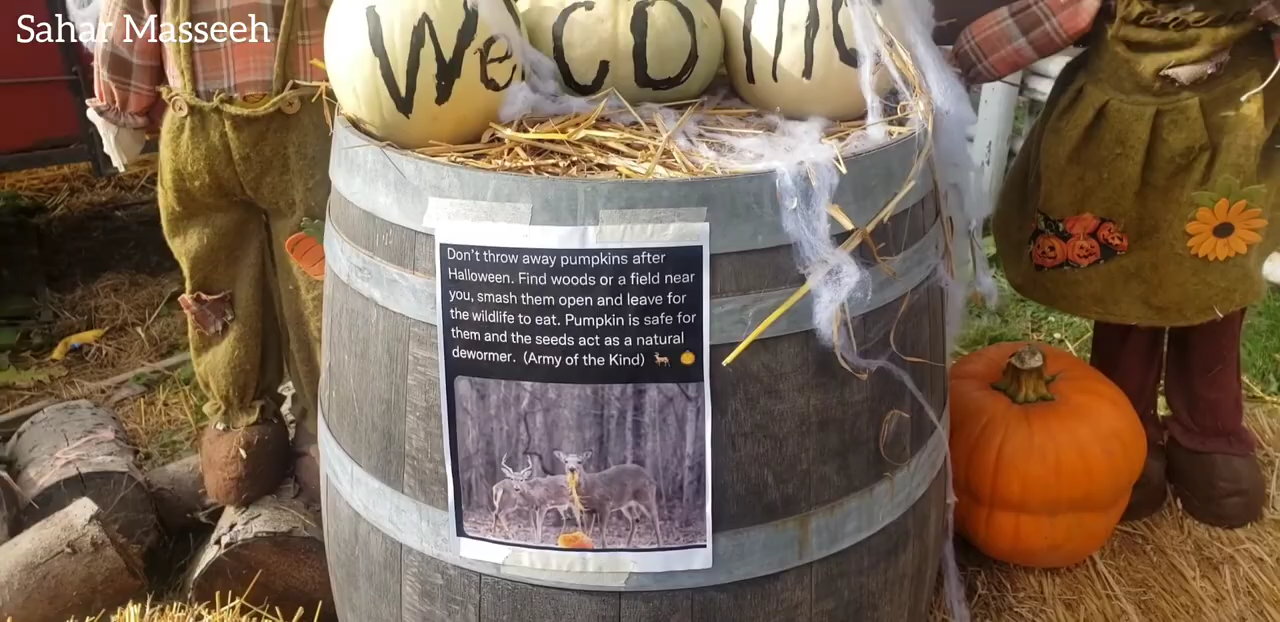 Sahar Masseeh
Welcome
Don't throw away pumpkins after
Halloween. Find woods or a field near
you, smash them open and leave for
the wildlife to eat. Pumpkin is safe for
them and the seeds act as a natural
dewormer. (Army of the Kind) 🦌 🎃